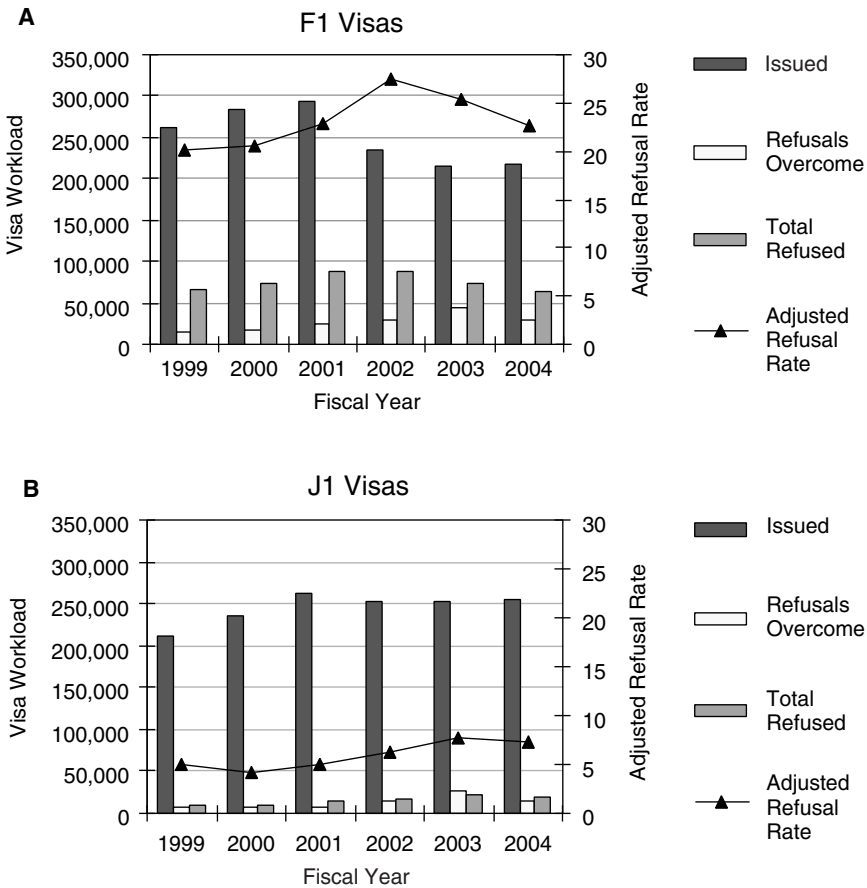 A
F1 Visas
350,000
300,000
250,000
200,000
150,000
100,000
50,000
0
Visa Workload
30
25
20
15
10
5
0
Adjusted Refusal Rate
1999 2000 2001 2002 2003 2004
Fiscal Year
Issued
Refusals
Overcome
Total
Refused
Adjusted
Refusal
Rate
B
J1 Visas
350,000
300,000
250,000
200,000
150,000
100,000
50,000
0
Visa Workload
30
25
20
15
10
5
0
Adjusted Refusal Rate
1999 2000 2001 2002 2003 2004
Fiscal Year
Issued
Refusals
Overcome
Total
Refused
Adjusted
Refusal
Rate